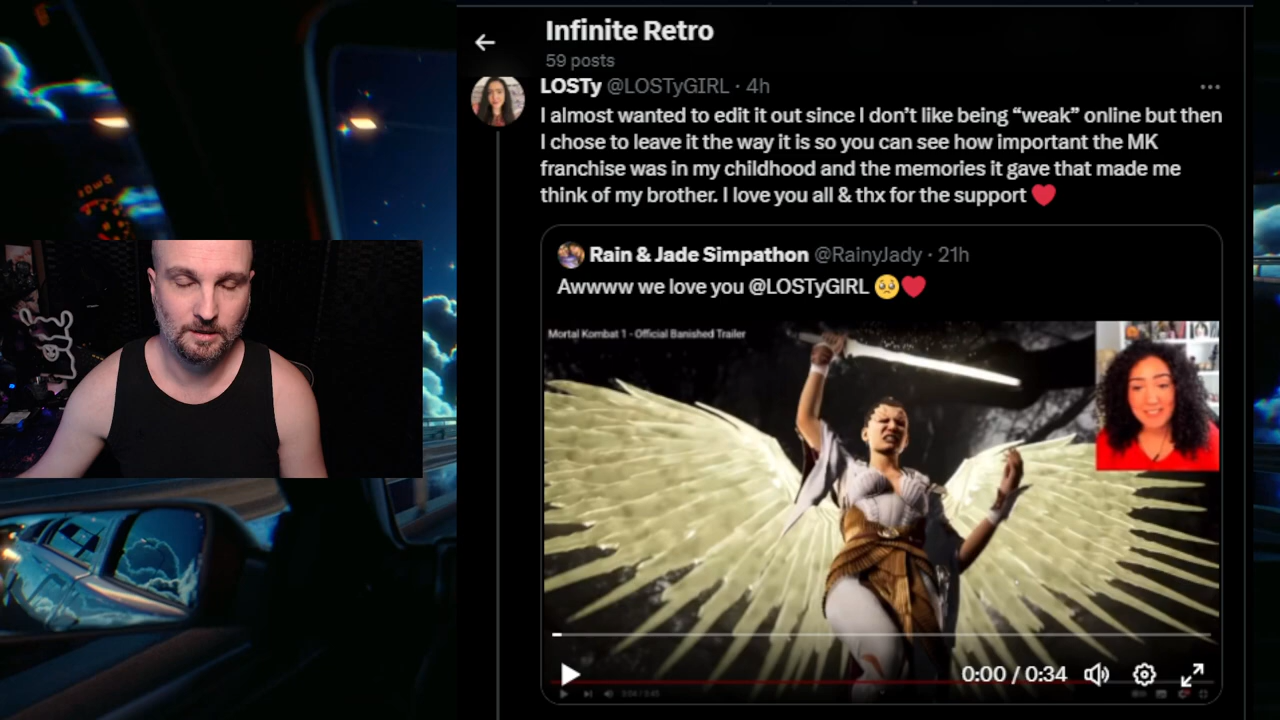 Infinite Retro
59 posts
LOSTy @LOSTyGIRL · 4h
I almost wanted to edit it out since I don't like being “weak” online but then
I chose to leave it the way it is so you can see how important the MK
franchise was in my childhood and the memories it gave that made me
think of my brother. I love you all & thx for the support ❤️
Rain & Jade Simpathon @RainyJady · 21h
Awwww we love you @LOSTyGIRL 🥺❤️
Mortal Kombat 1 - Official Banished Trailer
0:00 / 0:34